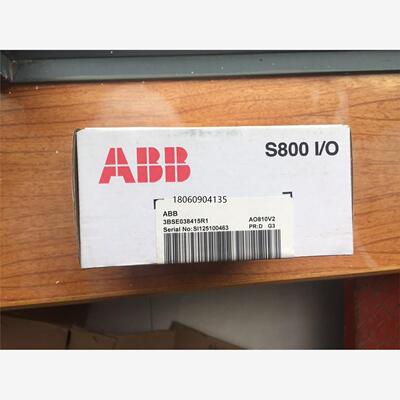 ABB
S800 I/O
18060904135
ABB
3BSE038415R1 AO810V2
Serial No:SI125100463 PR:D G3